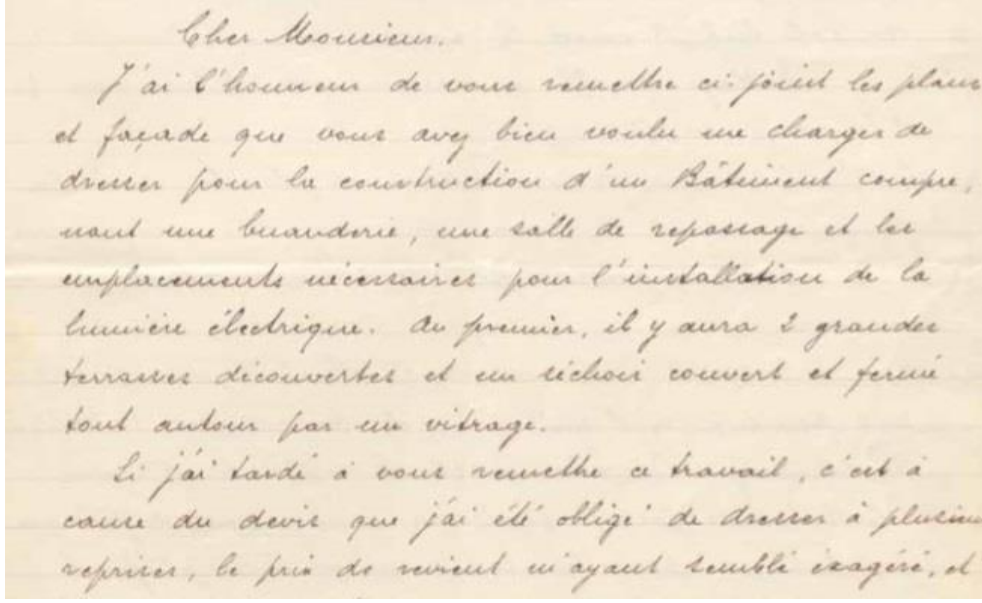 Cher Monsieur.
J'ai l'honneur de vous remettre ci-joint les plans
et façade que vous avez bien voulu me charger de
dresser pour la construction d'un Bâtiment compre,
nant une buanderie, une salle de repassage et les
emplacements nécessaires pour l'installation de la
lumière électrique. Au premier, il y aura 2 grandes
terrasses découvertes et un séchoir couvert et fermé
tout autour par un vitrage.
Si j'ai tardé à vous remettre ce travail, c'est à
cause du devis que j'ai été obligé de dresser à plusieu
reprises, le prix de revient m'ayant semblé exagéré, et